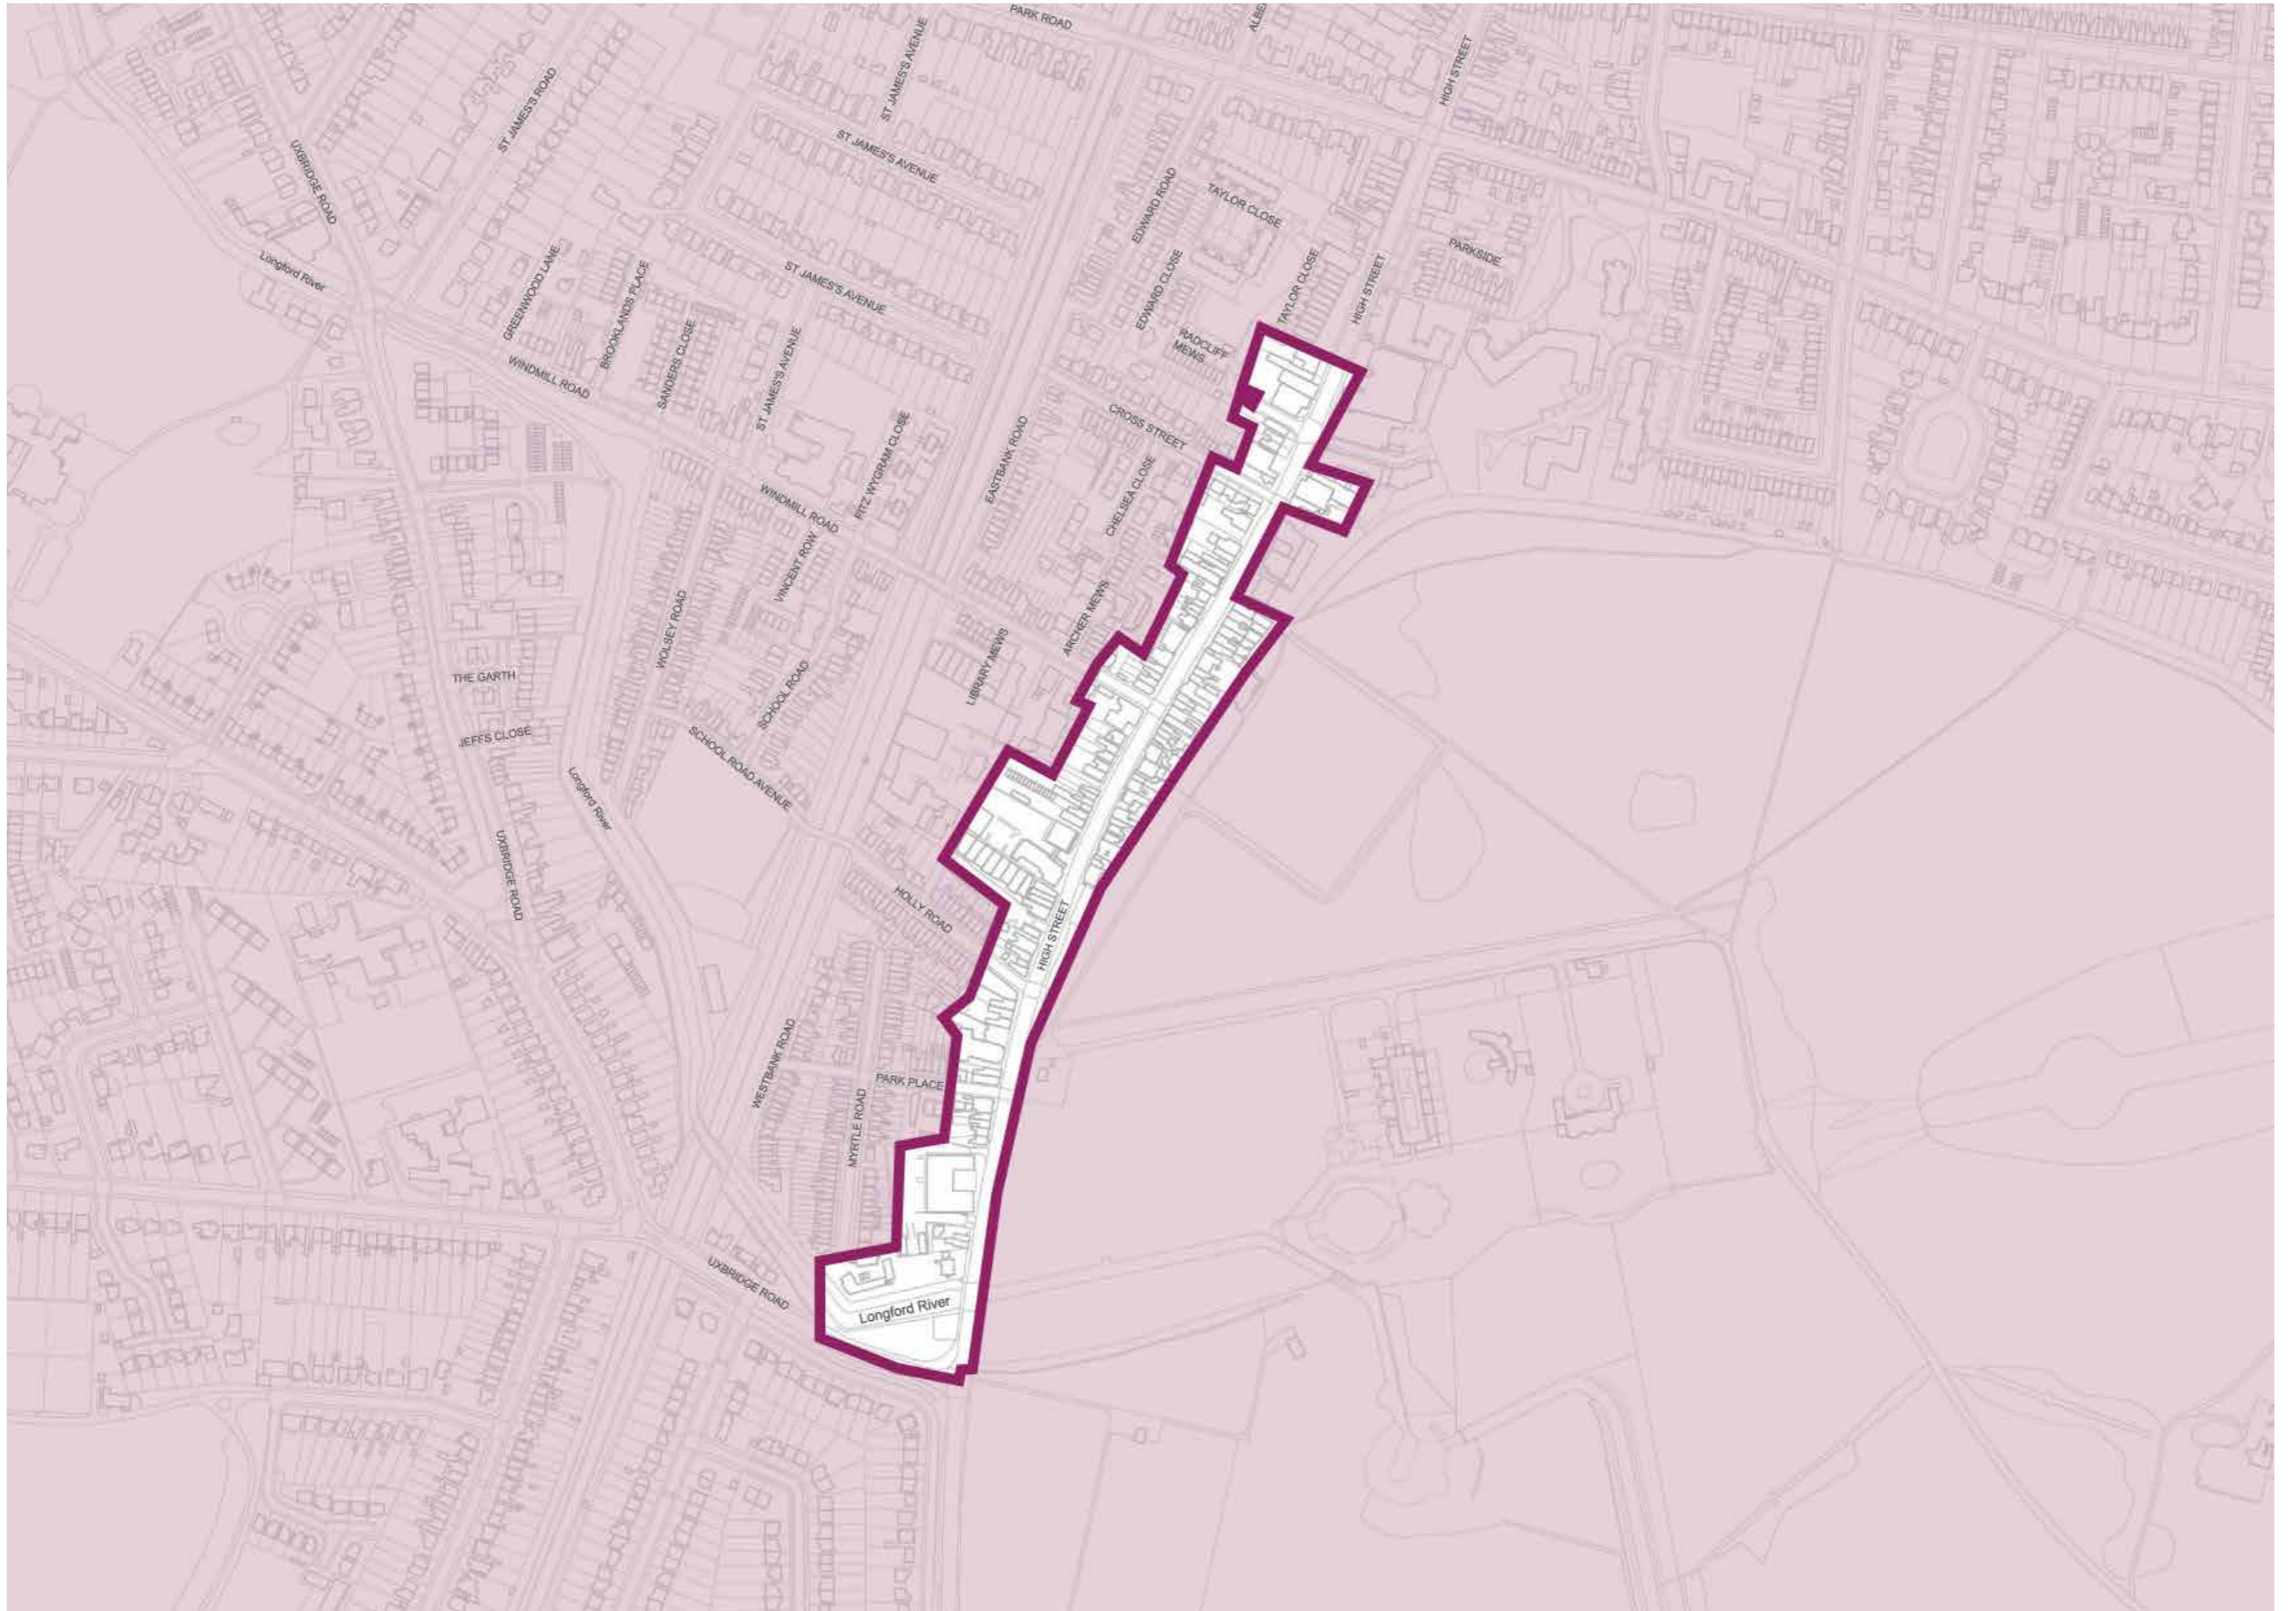 PARK ROAD
ALBE
ST JAMES'S AVENUE
HIGH STREET
ST JAMES'S ROAD
UXBRIDGE ROAD
ST JAMES'S AVENUE
EDWARD ROAD
TAYLOR CLOSE
PARKSIDE
Longford River
GREENWOOD LANE
BROOKLANDS PLACE
ST JAMES'S AVENUE
EDWARD CLOSE
TAYLOR CLOSE
HIGH STREET
SANDERS CLOSE
ST JAMES'S AVENUE
RADCLIFF
MEWS
WINDMILL ROAD
CROSS STREET
FITZ WYGRAM CLOSE
EASTBANK ROAD
CHELSEA CLOSE
WINDMILL ROAD
VINCENT ROW
WOLSEY ROAD
ARCHER MEWS
LIBRARY MEWS
THE GARTH
SCHOOL ROAD
JEFFS CLOSE
SCHOOL ROAD AVENUE
Longford River
UXBRIDGE ROAD
HOLLY ROAD
HIGH STREET
WESTBANK ROAD
PARK PLACE
MYRTLE ROAD
UXBRIDGE ROAD
Longford River